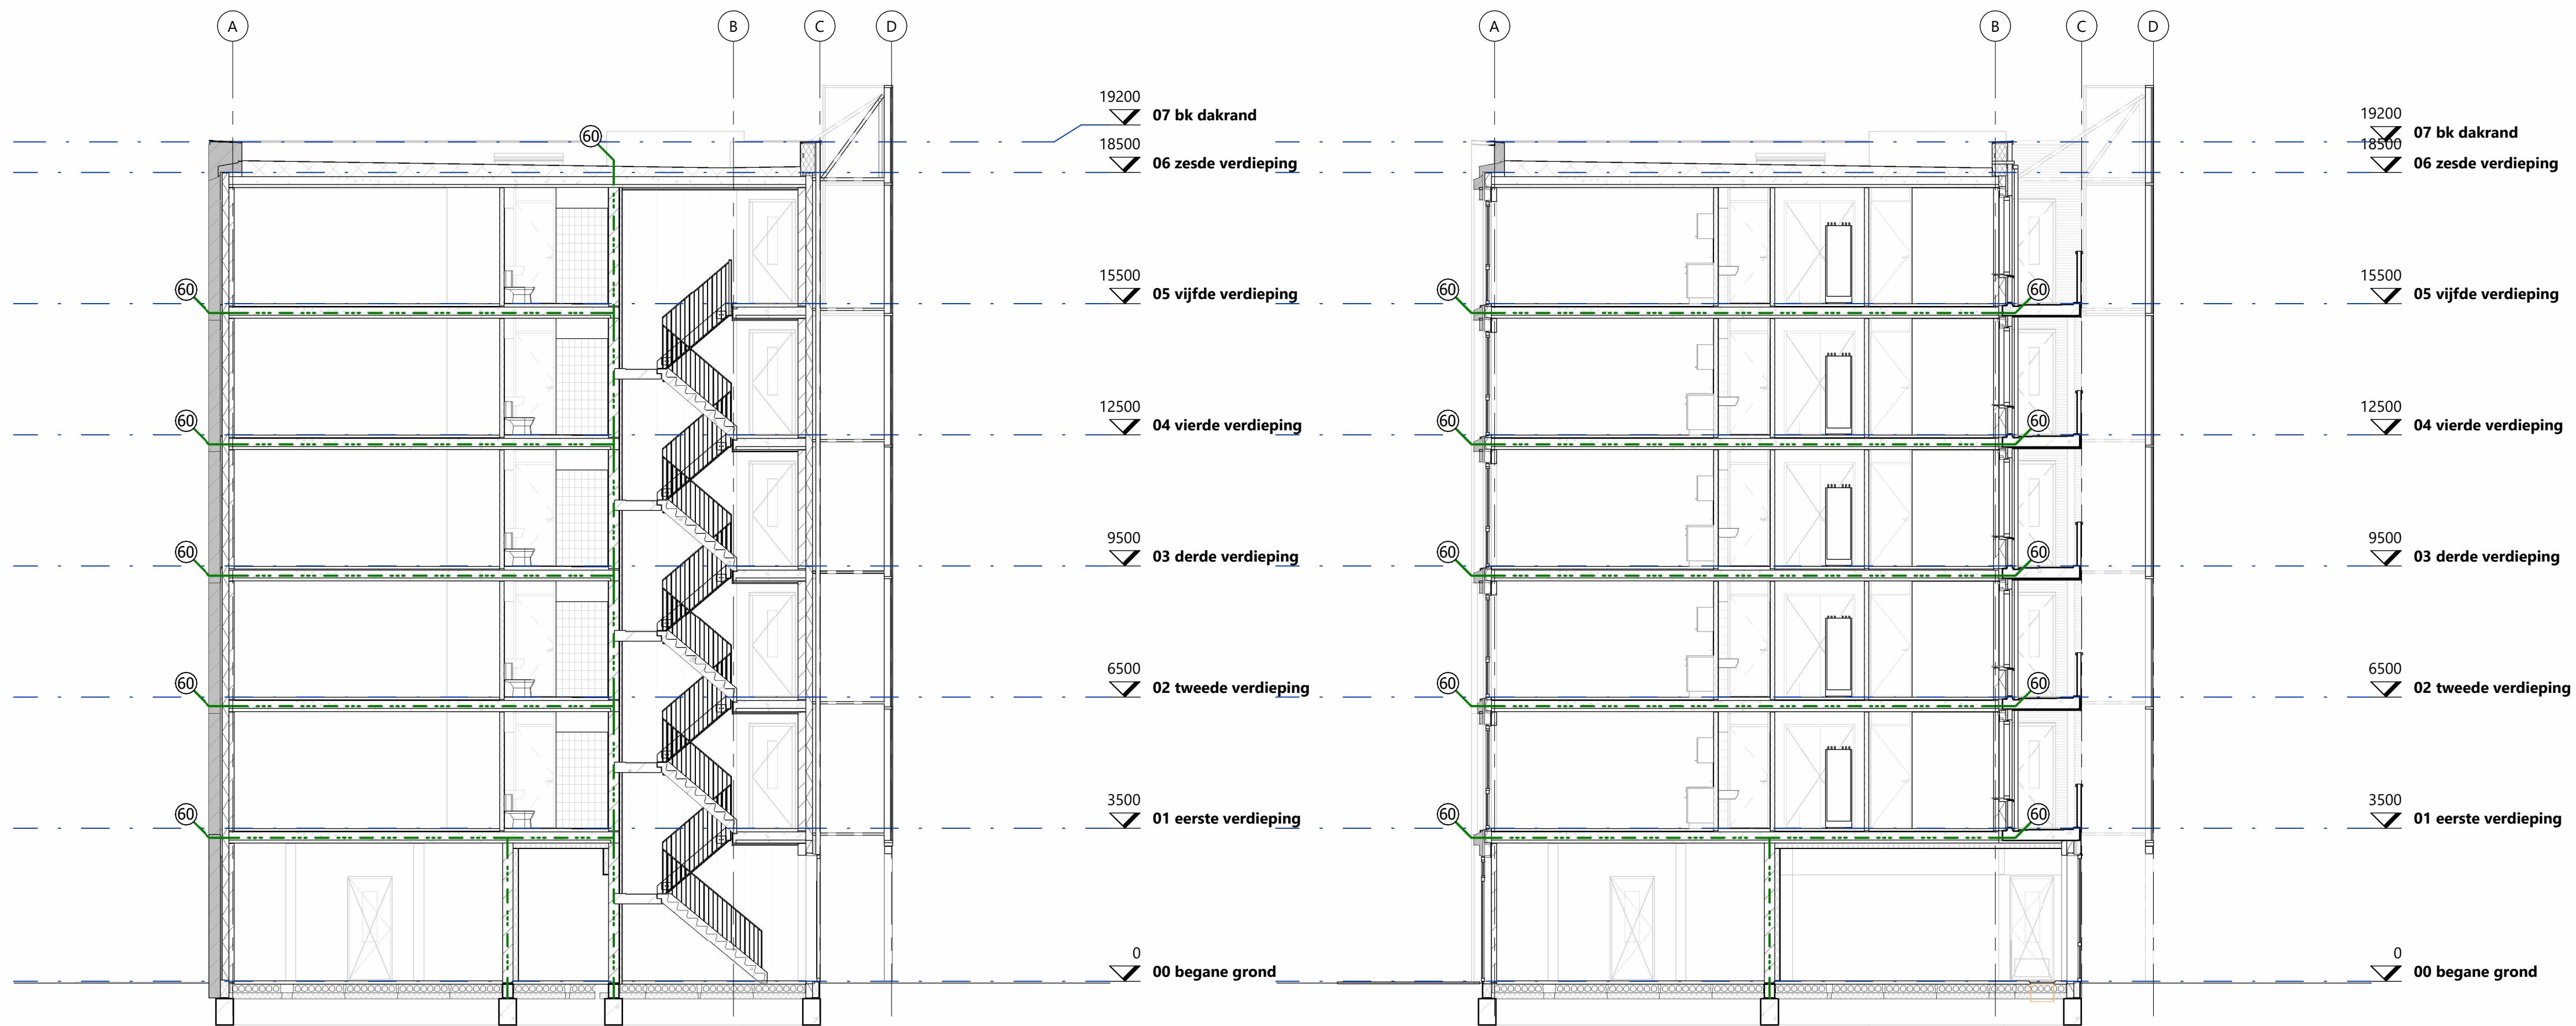 A B C D A B C D
19200
07 bk dakrand
19200
07 bk dakrand
60
18500
06 zesde verdieping
18500
06 zesde verdieping
60
15500
05 vijfde verdieping
60
60
15500
05 vijfde verdieping
60
12500
04 vierde verdieping
60
60
12500
04 vierde verdieping
60
9500
03 derde verdieping
60
60
9500
03 derde verdieping
60
6500
02 tweede verdieping
60
60
6500
02 tweede verdieping
60
3500
01 eerste verdieping
60
60
3500
01 eerste verdieping
0
00 begane grond
0
00 begane grond